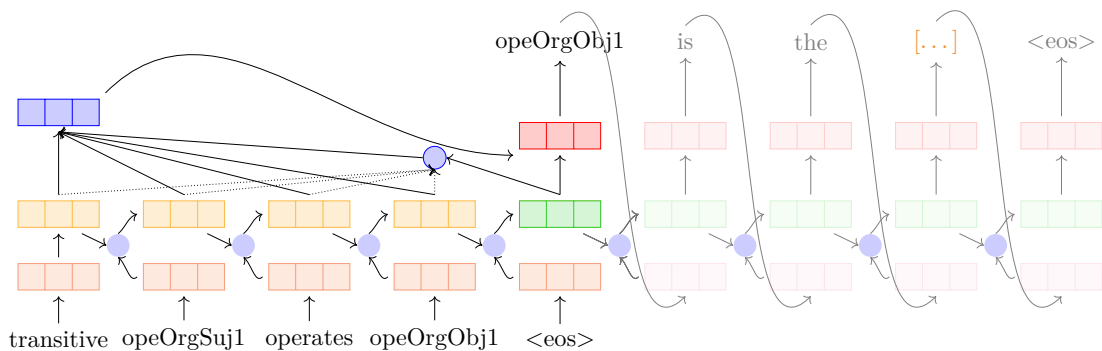 opeOrgObj1 is the [...] <eos>
transitive opeOrgSuj1 operates opeOrgObj1 <eos>